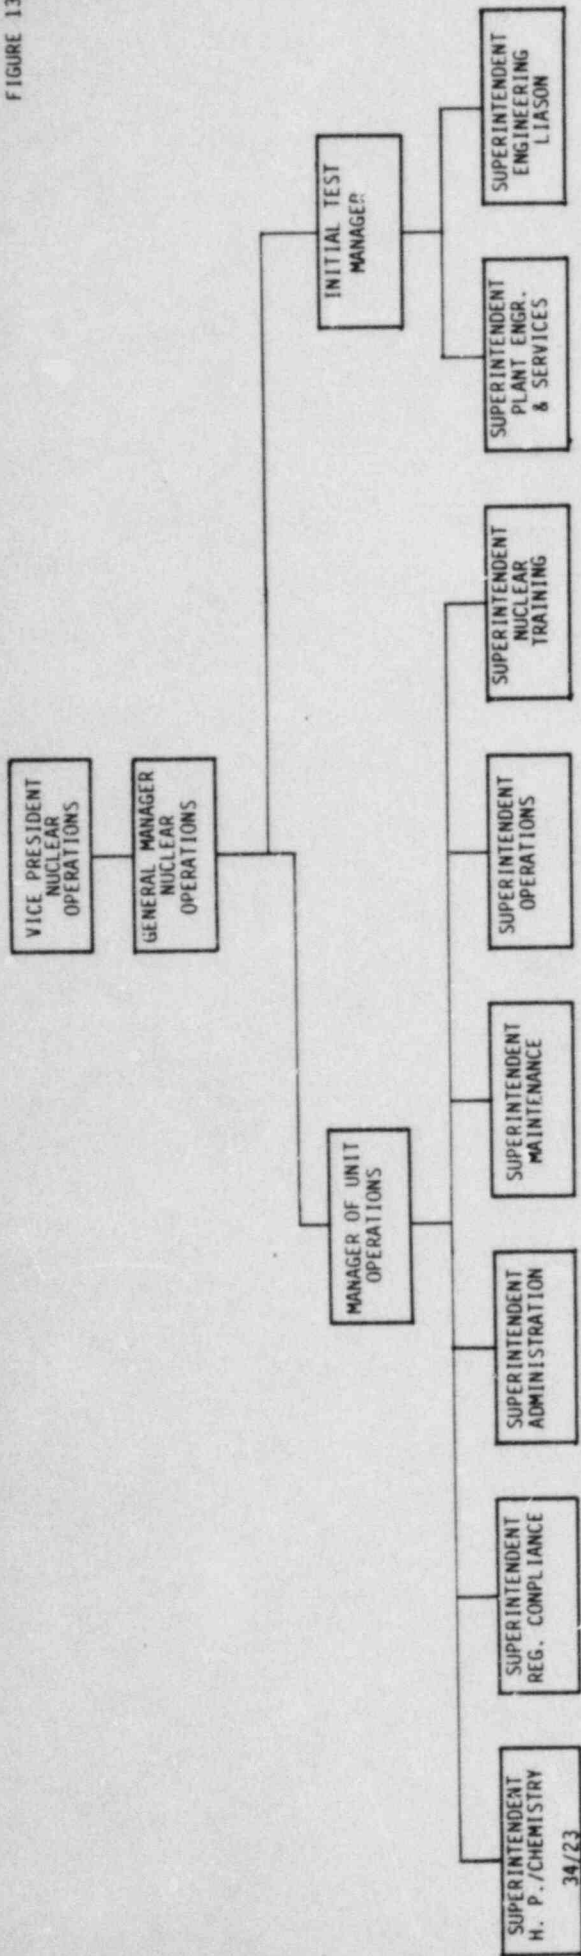 FIGURE 13
VICE PRESIDENT
NUCLEAR
OPERATIONS
GENERAL MANAGER
NUCLEAR
OPERATIONS
MANAGER OF UNIT
OPERATIONS
INITIAL TEST
MANAGER
SUPERINTENDENT
H. P./CHEMISTRY
34/23
SUPERINTENDENT
REG. CONPLIANCE
SUPERINTENDENT
ADMINISTRATION
SUPERINTENDENT
MAINTENANCE
SUPERINTENDENT
OPERATIONS
SUPERINTENDENT
NUCLEAR
TRAINING
SUPERINTENDENT
PLANT ENGR.
& SERVICES
SUPERINTENDENT
ENGINEERING
LIASON